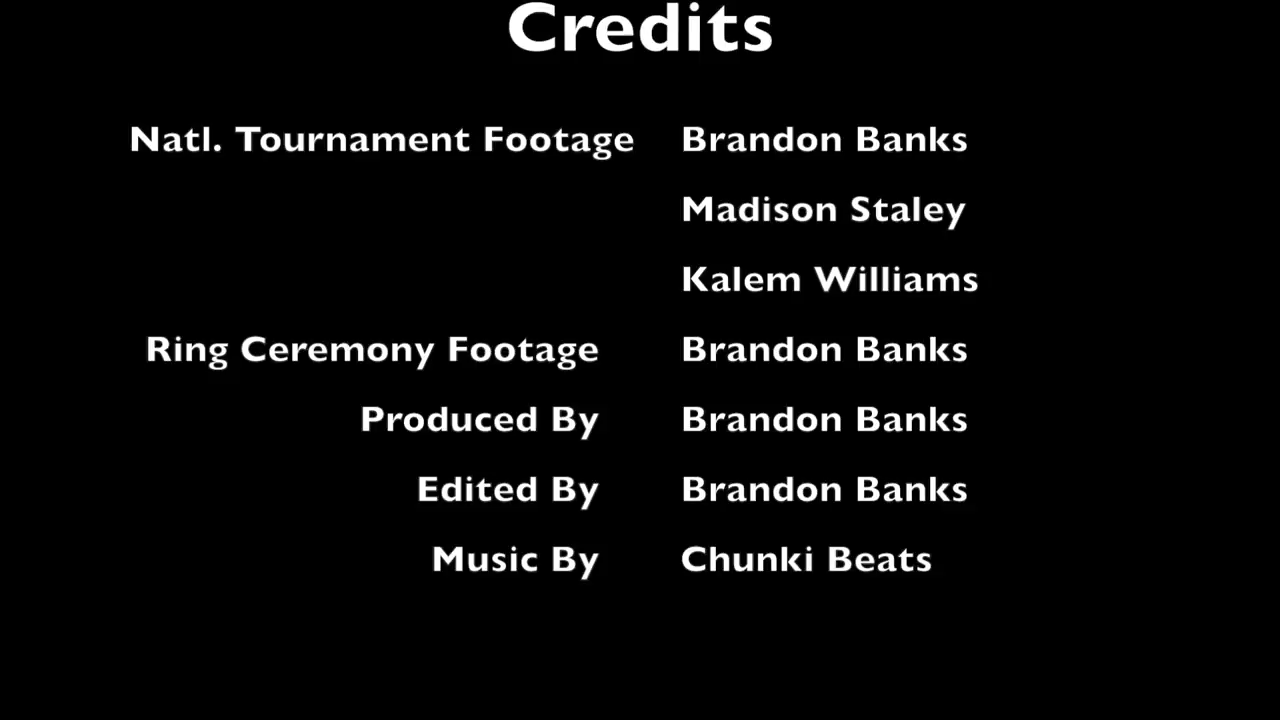 Credits
Natl. Tournament Footage Brandon Banks
Madison Staley
Kalem Williams
Ring Ceremony Footage Brandon Banks
Produced By Brandon Banks
Edited By Brandon Banks
Music By Chunki Beats